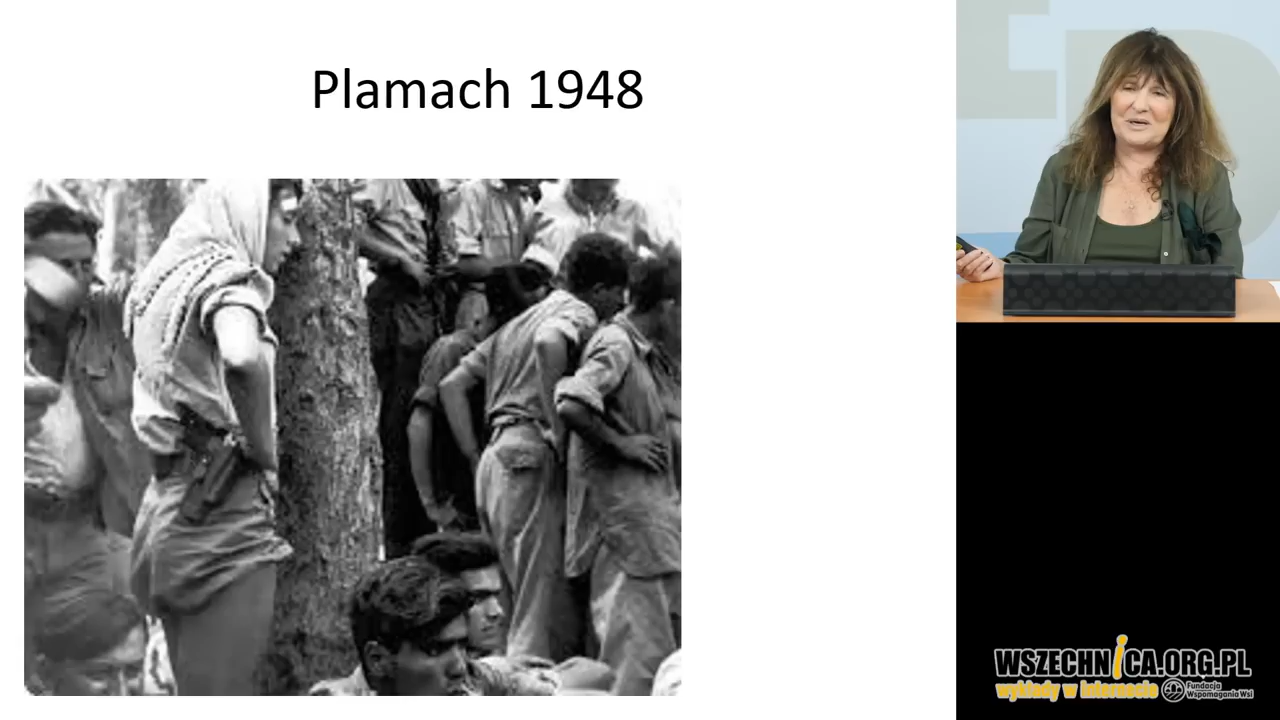 Plamach 1948
WSZECHNiCA.ORG.PL
wykłady w internecie
Fundacja
Wspomagania Wsi